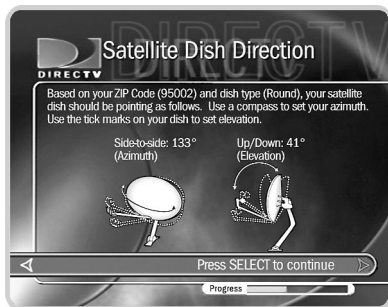 DIRECTV
Satellite Dish Direction
DIRECTV
Based on your ZIP Code (95002) and dish type (Round), your satellite
dish should be pointing as follows. Use a compass to set your azimuth.
Use the tick marks on your dish to set elevation.
Side-to-side: 133°
(Azimuth)
Up/Down: 41°
(Elevation)
Press SELECT to continue
Progress